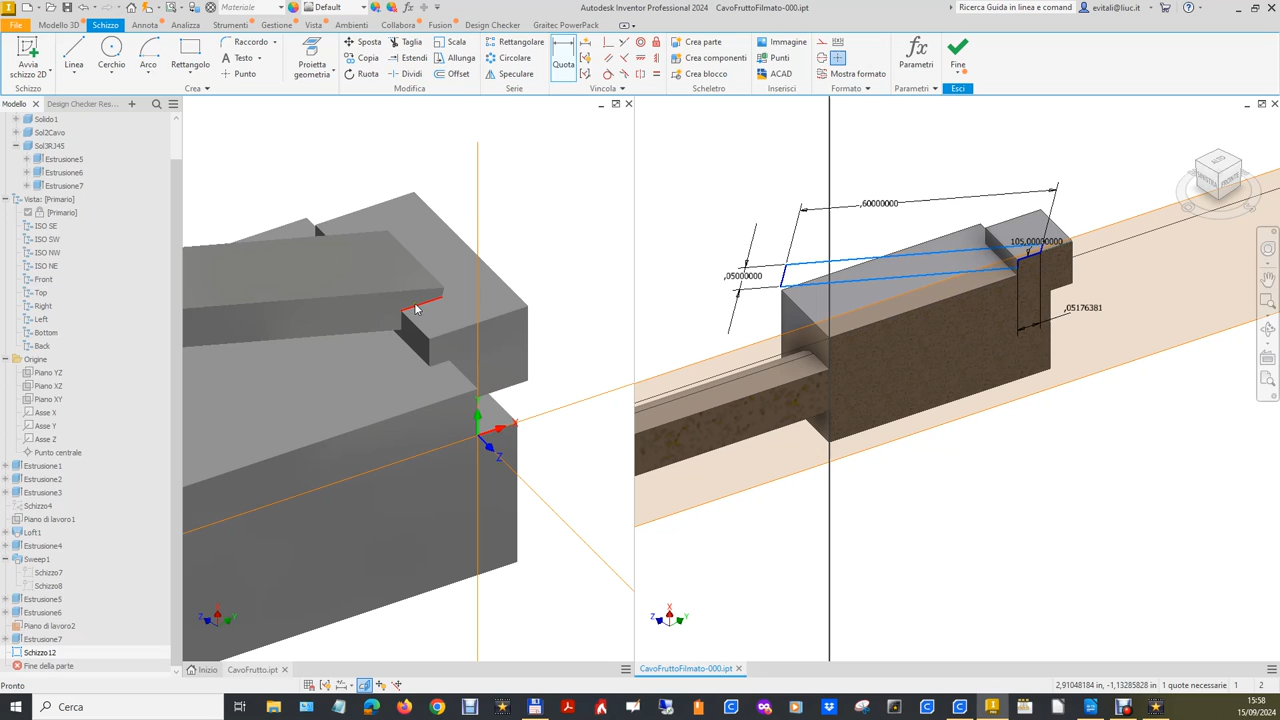 Materiale
Default
Autodesk Inventor Professional 2024
CavoFruttoFilmato-000.ipt
Ricerca Guida in linea e comandi
evitali@liuc.it
File
Modello 3D
Schizzo
Annota
Analizza
Strumenti
Gestione
Vista
Ambienti
Collabora
Fusion
Design Checker
Graitec PowerPack
Avvia
schizzo 2D
Linea
Cerchio
Arco
Rettangolo
Raccordo
Testo
Punto
Proietta
geometria
Sposta
Copia
Ruota
Taglia
Estendi
Dividi
Scala
Allunga
Offset
Rettangolare
Circolare
Speculare
Quota
Crea parte
Crea componenti
Crea blocco
Immagine
Punti
ACAD
Mostra formato
Parametri
Fine
Schizzo
Crea
Modifica
Serie
Vincola
Scheletro
Inserisci
Formato
Parametri
Esci
Modello
Design Checker Res...
Solido1
Sol2Cavo
Sol3RJ45
Estrusione5
Estrusione6
Estrusione7
Vista: [Primario]
[Primario]
ISO SE
ISO SW
ISO NW
ISO NE
Front
Top
Right
Left
Bottom
Back
Origine
Piano YZ
Piano XZ
Piano XY
Asse X
Asse Y
Asse Z
Punto centrale
Estrusione1
Estrusione2
Estrusione3
Schizzo4
Piano di lavoro1
Loft1
Estrusione4
Sweep1
Schizzo7
Schizzo8
Estrusione5
Estrusione6
Piano di lavoro2
Estrusione7
Schizzo12
Fine della parte
X
Z
Z
Y
X
X
Z
Y
,60000000
105,00000000
,05000000
,05176381
ALTO
FRONTE
Inizio
CavoFrutto.ipt
CavoFruttoFilmato-000.ipt
Pronto
2,91048184 in, -1,13285828 in
1 quote necessarie
1
2
Cerca
15:58
15/09/2024